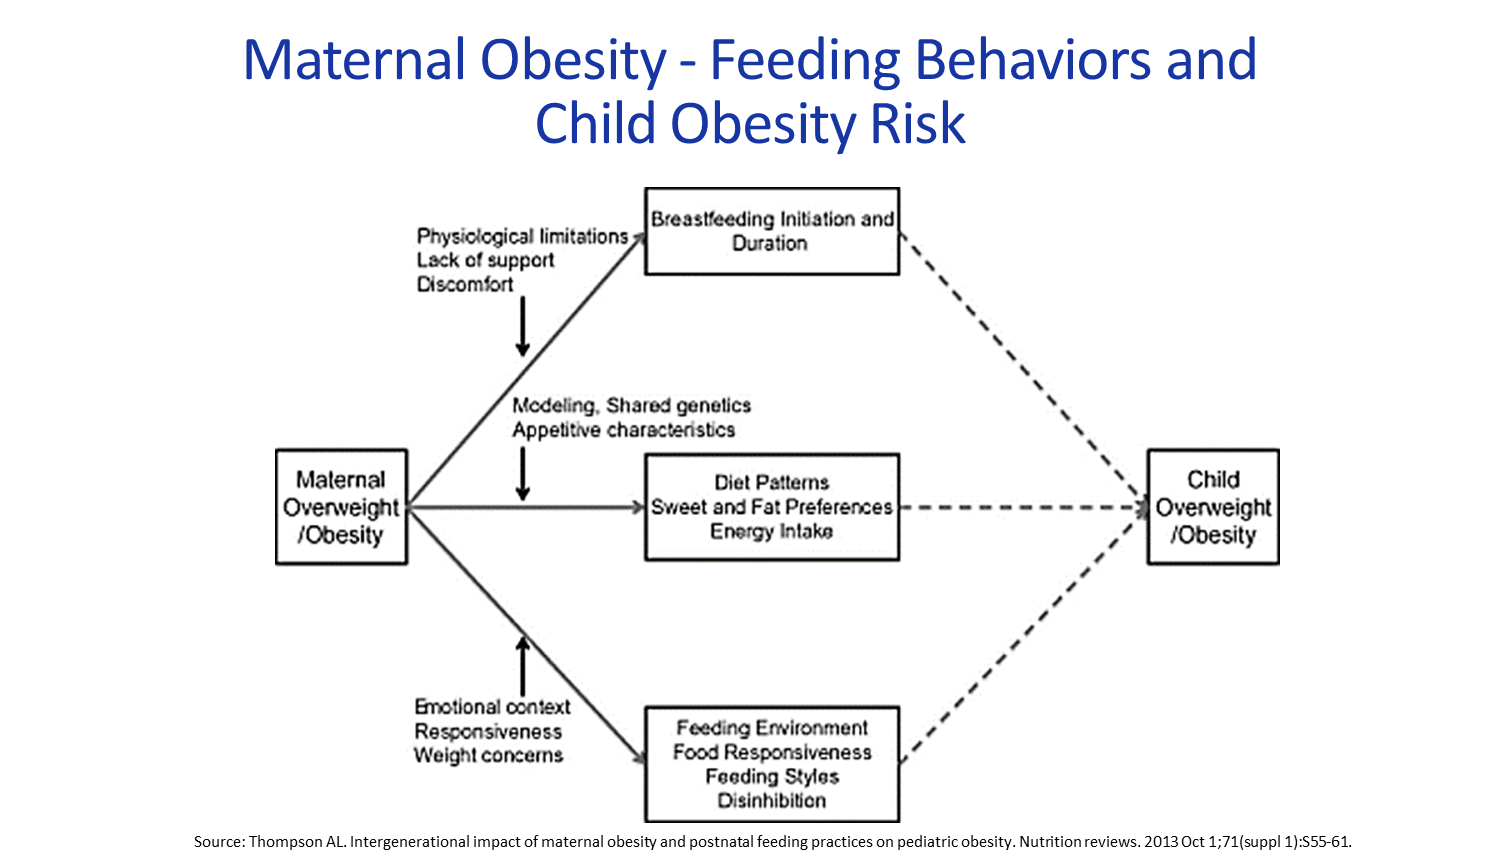 Maternal Obesity - Feeding Behaviors and
Child Obesity Risk
Breastfeeding Initiation and
Duration
Physiological limitations
Lack of support
Discomfort
Modeling, Shared genetics
Appetitive characteristics
Maternal
Overweight
/Obesity
Diet Patterns
Sweet and Fat Preferences
Energy Intake
Child
Overweight
/Obesity
Emotional context
Responsiveness
Weight concerns
Feeding Environment
Food Responsiveness
Feeding Styles
Disinhibition
Source: Thompson AL. Intergenerational impact of maternal obesity and postnatal feeding practices on pediatric obesity. Nutrition reviews. 2013 Oct 1;71(suppl 1):S55-61.